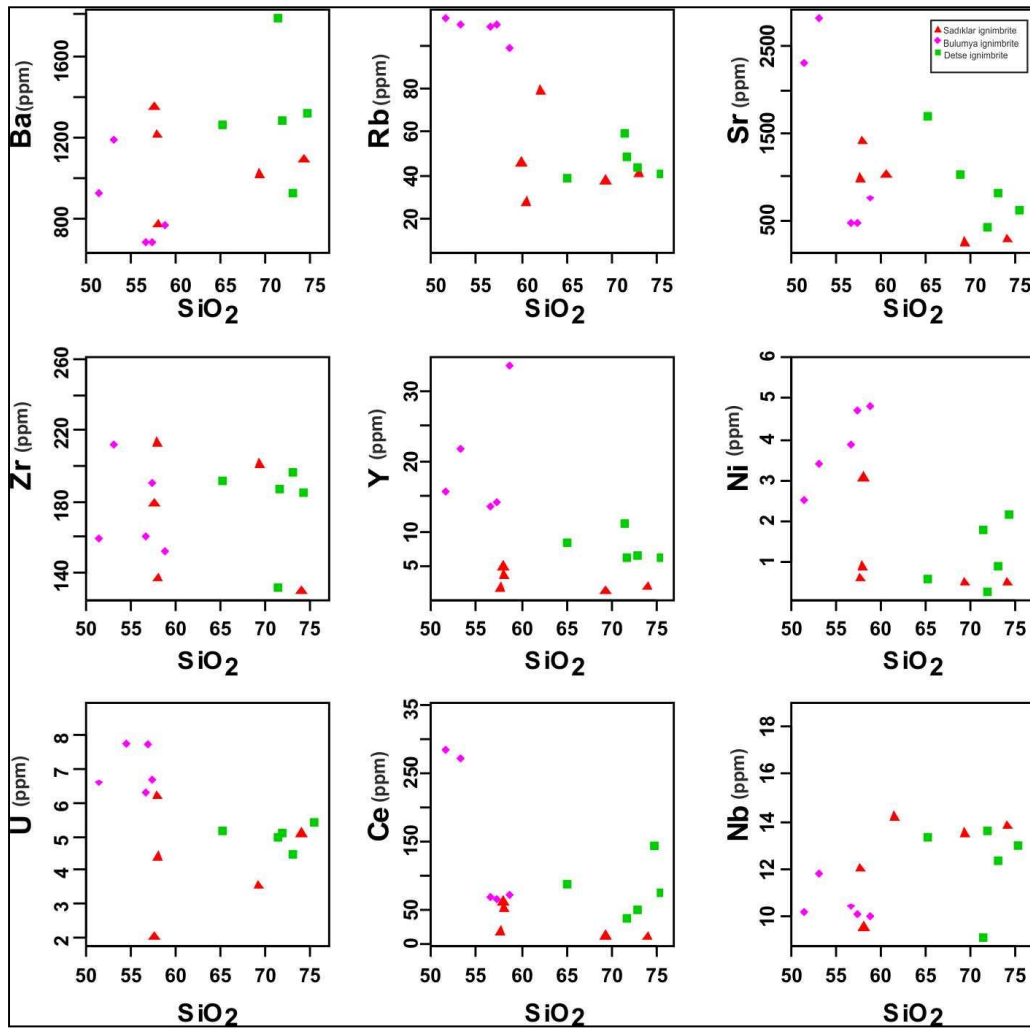 Ba(ppm)
1600
1200
800
50 55 60 65 70 75
SiO2
Rb (ppm)
80
60
40
20
50 55 60 65 70 75
SiO2
Sr (ppm)
2500
1500
500
Sadıklar ignimbrite
Bulumya ignimbrite
Detse ignimbrite
50 55 60 65 70 75
SiO2
Zr (ppm)
260
220
180
140
50 55 60 65 70 75
SiO2
Y (ppm)
30
20
10
5
50 55 60 65 70 75
SiO2
Ni (ppm)
6
5
4
3
2
1
50 55 60 65 70 75
SiO2
U (ppm)
8
7
6
5
4
3
2
50 55 60 65 70 75
SiO2
Ce (ppm)
35
250
150
50
0
50 55 60 65 70 75
SiO2
Nb (ppm)
18
16
14
12
10
50 55 60 65 70 75
SiO2